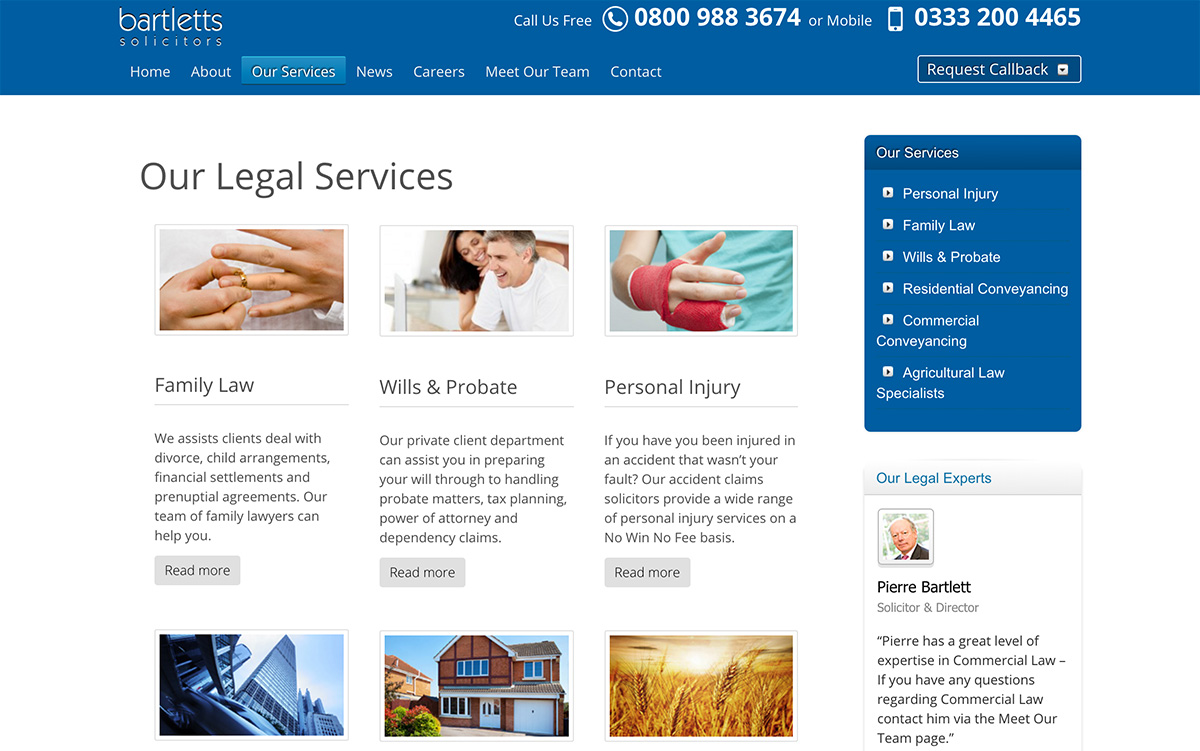 bartletts
solicitors
Call Us Free 0800 988 3674 or Mobile 0333 200 4465
Home About Our Services News Careers Meet Our Team Contact
Request Callback
Our Legal Services
Family Law
We assists clients deal with
divorce, child arrangements,
financial settlements and
prenuptial agreements. Our
team of family lawyers can
help you.
Read more
Wills & Probate
Our private client department
can assist you in preparing
your will through to handling
probate matters, tax planning,
power of attorney and
dependency claims.
Read more
Personal Injury
If you have you been injured in
an accident that wasn’t your
fault? Our accident claims
solicitors provide a wide range
of personal injury services on a
No Win No Fee basis.
Read more
Our Services
Personal Injury
Family Law
Wills & Probate
Residential Conveyancing
Commercial
Conveyancing
Agricultural Law
Specialists
Our Legal Experts
Pierre Bartlett
Solicitor & Director
“Pierre has a great level of
expertise in Commercial Law –
If you have any questions
regarding Commercial Law
contact him via the Meet Our
Team page.”